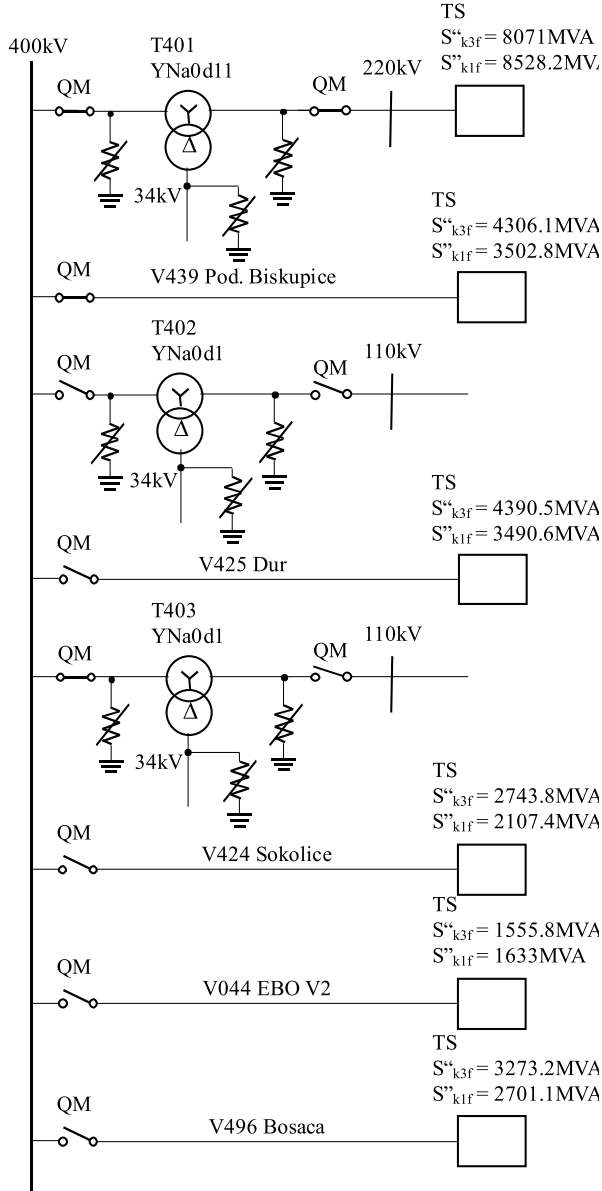 TS
S“k3f = 8071MVA
S”k1f = 8528.2MVA
400kV
T401
YNa0d11
QM
QM
220kV
Y
Δ
34kV
TS
S“k3f = 4306.1MVA
S”k1f = 3502.8MVA
QM
V439 Pod. Biskupice
T402
YNa0d1
QM
QM
110kV
Y
Δ
34kV
TS
S“k3f = 4390.5MVA
S”k1f = 3490.6MVA
QM
V425 Dur
T403
YNa0d1
QM
QM
110kV
Y
Δ
34kV
TS
S“k3f = 2743.8MVA
S”k1f = 2107.4MVA
QM
V424 Sokolice
TS
S“k3f = 1555.8MVA
S”k1f = 1633MVA
QM
V044 EBO V2
TS
S“k3f = 3273.2MVA
S”k1f = 2701.1MVA
QM
V496 Bosaca